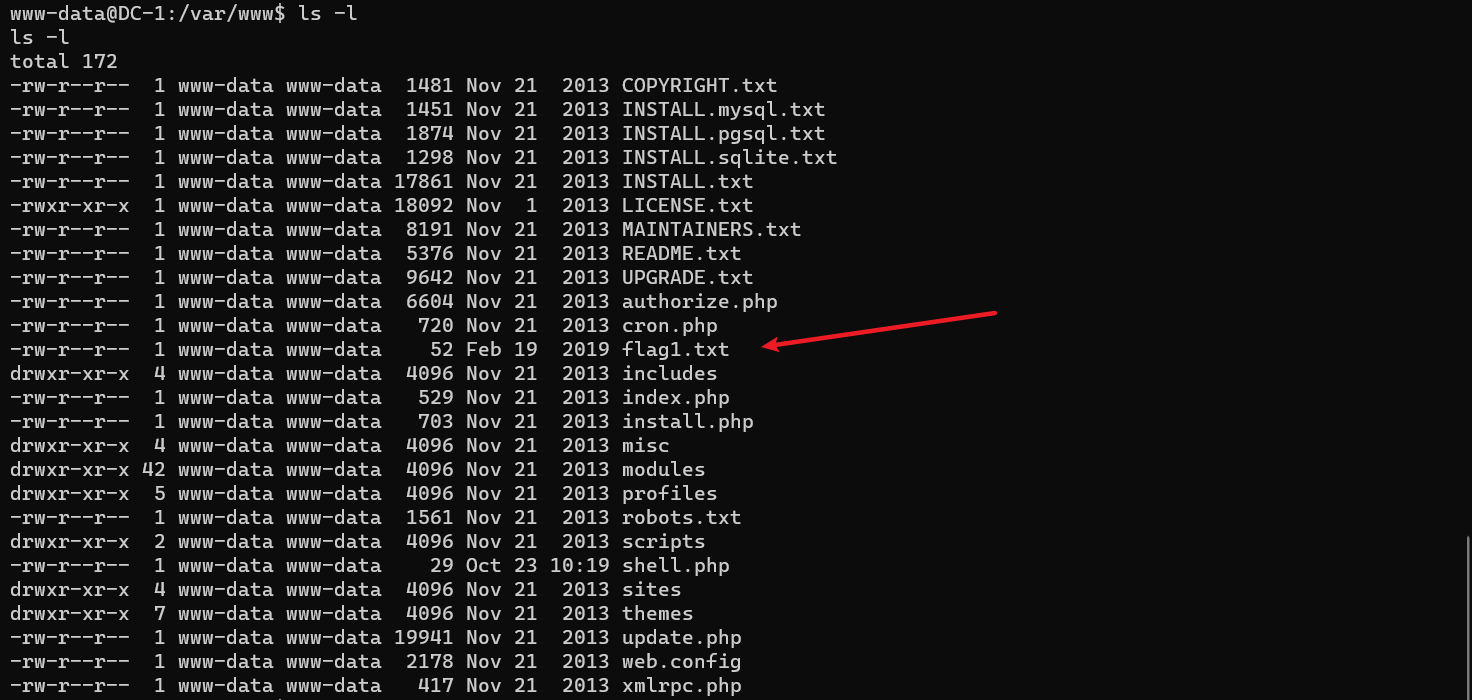 www-data@DC-1:/var/www$ ls -l
ls -l
total 172
-rw-r--r--  1 www-data www-data  1481 Nov 21  2013 COPYRIGHT.txt
-rw-r--r--  1 www-data www-data  1451 Nov 21  2013 INSTALL.mysql.txt
-rw-r--r--  1 www-data www-data  1874 Nov 21  2013 INSTALL.pgsql.txt
-rw-r--r--  1 www-data www-data  1298 Nov 21  2013 INSTALL.sqlite.txt
-rw-r--r--  1 www-data www-data 17861 Nov 21  2013 INSTALL.txt
-rwxr-xr-x  1 www-data www-data 18092 Nov  1  2013 LICENSE.txt
-rw-r--r--  1 www-data www-data  8191 Nov 21  2013 MAINTAINERS.txt
-rw-r--r--  1 www-data www-data  5376 Nov 21  2013 README.txt
-rw-r--r--  1 www-data www-data  9642 Nov 21  2013 UPGRADE.txt
-rw-r--r--  1 www-data www-data  6604 Nov 21  2013 authorize.php
-rw-r--r--  1 www-data www-data   720 Nov 21  2013 cron.php
-rw-r--r--  1 www-data www-data    52 Feb 19  2019 flag1.txt
drwxr-xr-x  4 www-data www-data  4096 Nov 21  2013 includes
-rw-r--r--  1 www-data www-data   529 Nov 21  2013 index.php
-rw-r--r--  1 www-data www-data   703 Nov 21  2013 install.php
drwxr-xr-x  4 www-data www-data  4096 Nov 21  2013 misc
drwxr-xr-x 42 www-data www-data  4096 Nov 21  2013 modules
drwxr-xr-x  5 www-data www-data  4096 Nov 21  2013 profiles
-rw-r--r--  1 www-data www-data  1561 Nov 21  2013 robots.txt
drwxr-xr-x  2 www-data www-data  4096 Nov 21  2013 scripts
-rw-r--r--  1 www-data www-data    29 Oct 23 10:19 shell.php
drwxr-xr-x  4 www-data www-data  4096 Nov 21  2013 sites
drwxr-xr-x  7 www-data www-data  4096 Nov 21  2013 themes
-rw-r--r--  1 www-data www-data 19941 Nov 21  2013 update.php
-rw-r--r--  1 www-data www-data  2178 Nov 21  2013 web.config
-rw-r--r--  1 www-data www-data   417 Nov 21  2013 xmlrpc.php